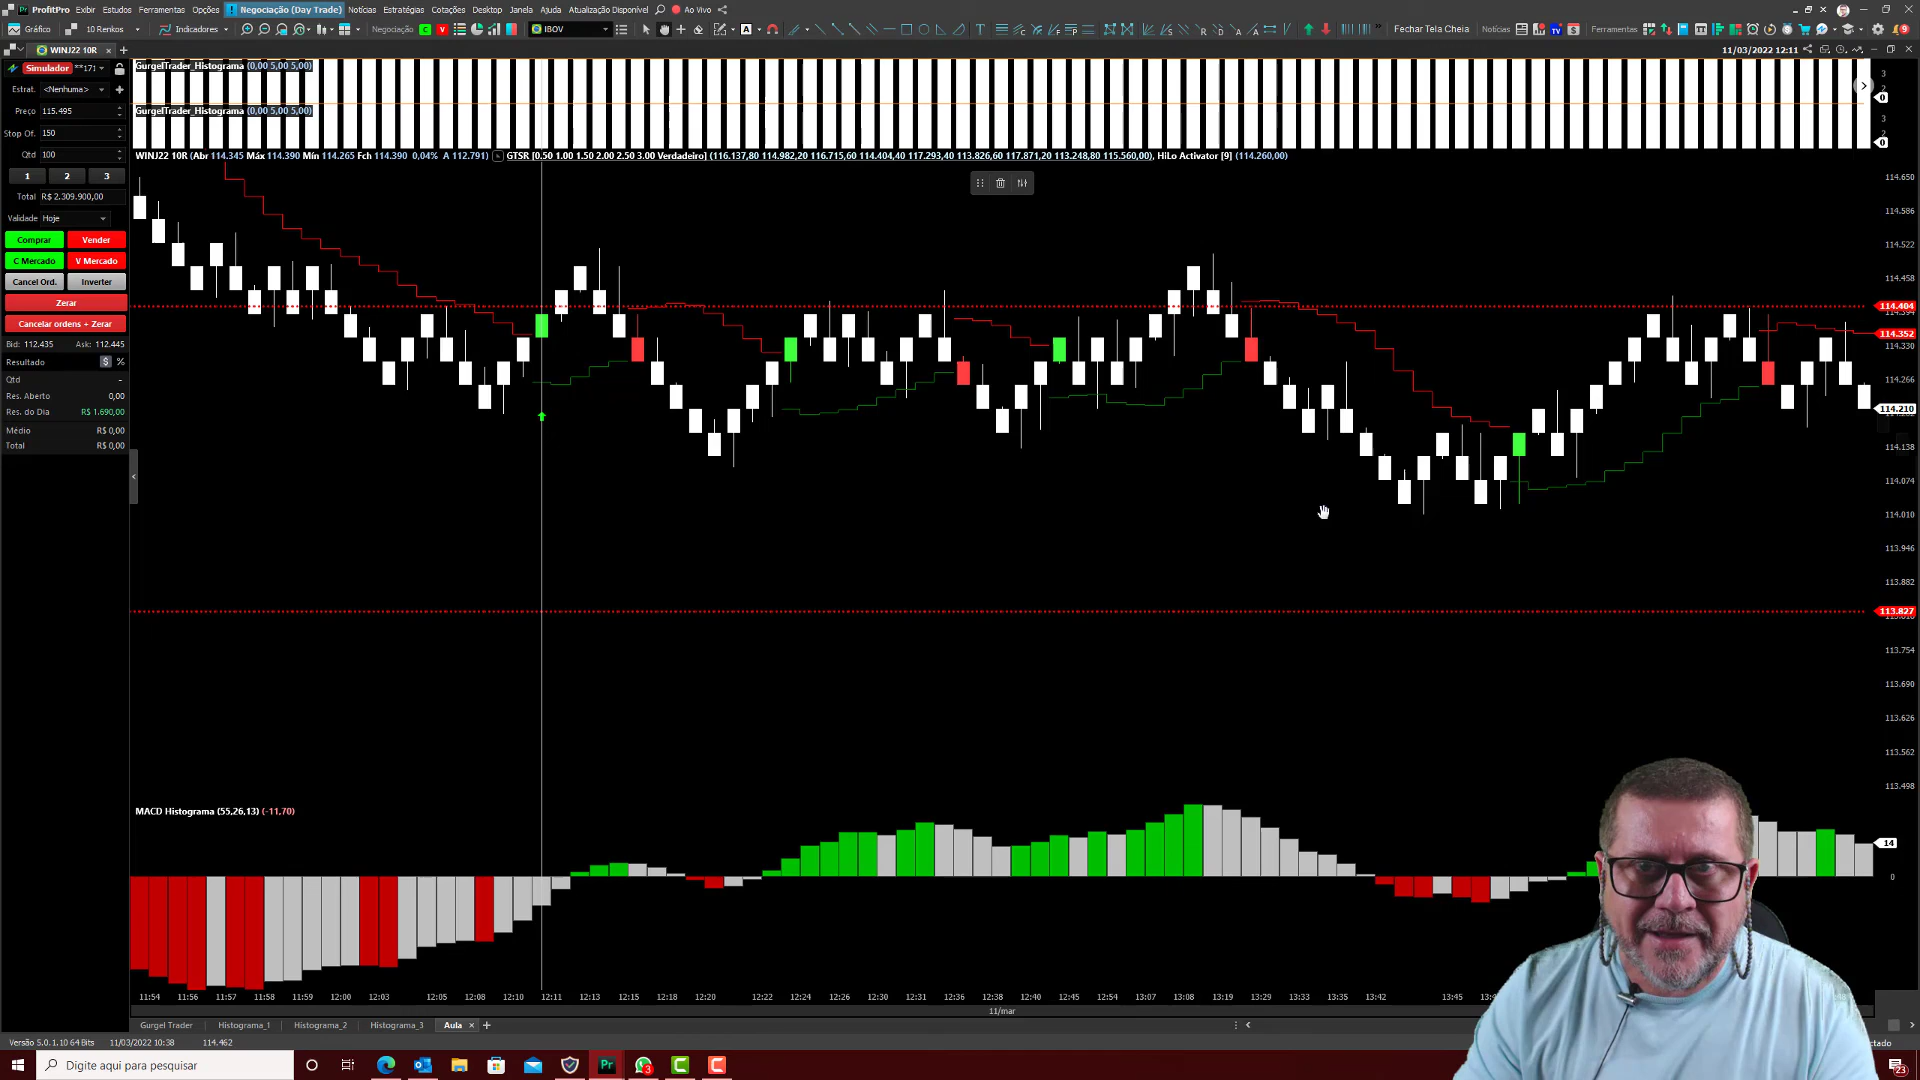 ProfitPro Exibir Estudos Ferramentas Opções Negociação (Day Trade) Notícias Estratégias Cotações Desktop Janela Ajuda Atualização Disponível Ao Vivo
Gráfico 10 Renkos Indicadores Negociação C V IBOV Fechar Tela Cheia Notícias Ferramentas
WINJ22 10R
11/03/2022 12:11
Simulador **171
Estrat. <Nenhuma>
Preço 115.495
Stop Of. 150
Qtd 100
1 2 3
Total R$ 2.309.900,00
Validade Hoje
Comprar Vender
C Mercado V Mercado
Cancel Ord. Inverter
Zerar
Cancelar ordens + Zerar
Bid: 112.435 Ask: 112.445
Resultado $ %
Qtd -
Res. Aberto 0,00
Res. do Dia R$ 1.690,00
Médio R$ 0,00
Total R$ 0,00
GurgelTrader_Histograma (0,00 5,00 5,00)
GurgelTrader_Histograma (0,00 5,00 5,00)
WINJ22 10R (Abr 114.345 Máx 114.390 Mín 114.265 Fch 114.390 0,04% A 112.791) GTSR [0.50 1.00 1.50 2.00 2.50 3.00 Verdadeiro] (116.137,80 114.982,20 116.715,60 114.404,40 117.293,40 113.826,60 117.871,20 113.248,80 115.560,00), HiLo Activator [9] (114.260,00)
3
0
3
2
0
114.650
114.586
114.522
114.458
114.404
114.352
114.330
114.266
114.210
114.138
114.074
114.010
113.946
113.882
113.827
113.754
113.690
113.626
113.562
113.498
MACD Histograma (55,26,13) (-11,70)
14
0
11:54 11:56 11:57 11:58 11:59 12:00 12:03 12:05 12:08 12:10 12:11 12:13 12:15 12:18 12:20 12:22 12:24 12:26 12:30 12:31 12:36 12:38 12:40 12:45 12:54 13:07 13:08 13:19 13:29 13:33 13:35 13:42 13:45
11/mar
Gurgel Trader Histograma_1 Histograma_2 Histograma_3 Aula
Versão 5.0.1.10 64 Bits 11/03/2022 10:38 114.462
Digite aqui para pesquisar
Pr
3
23